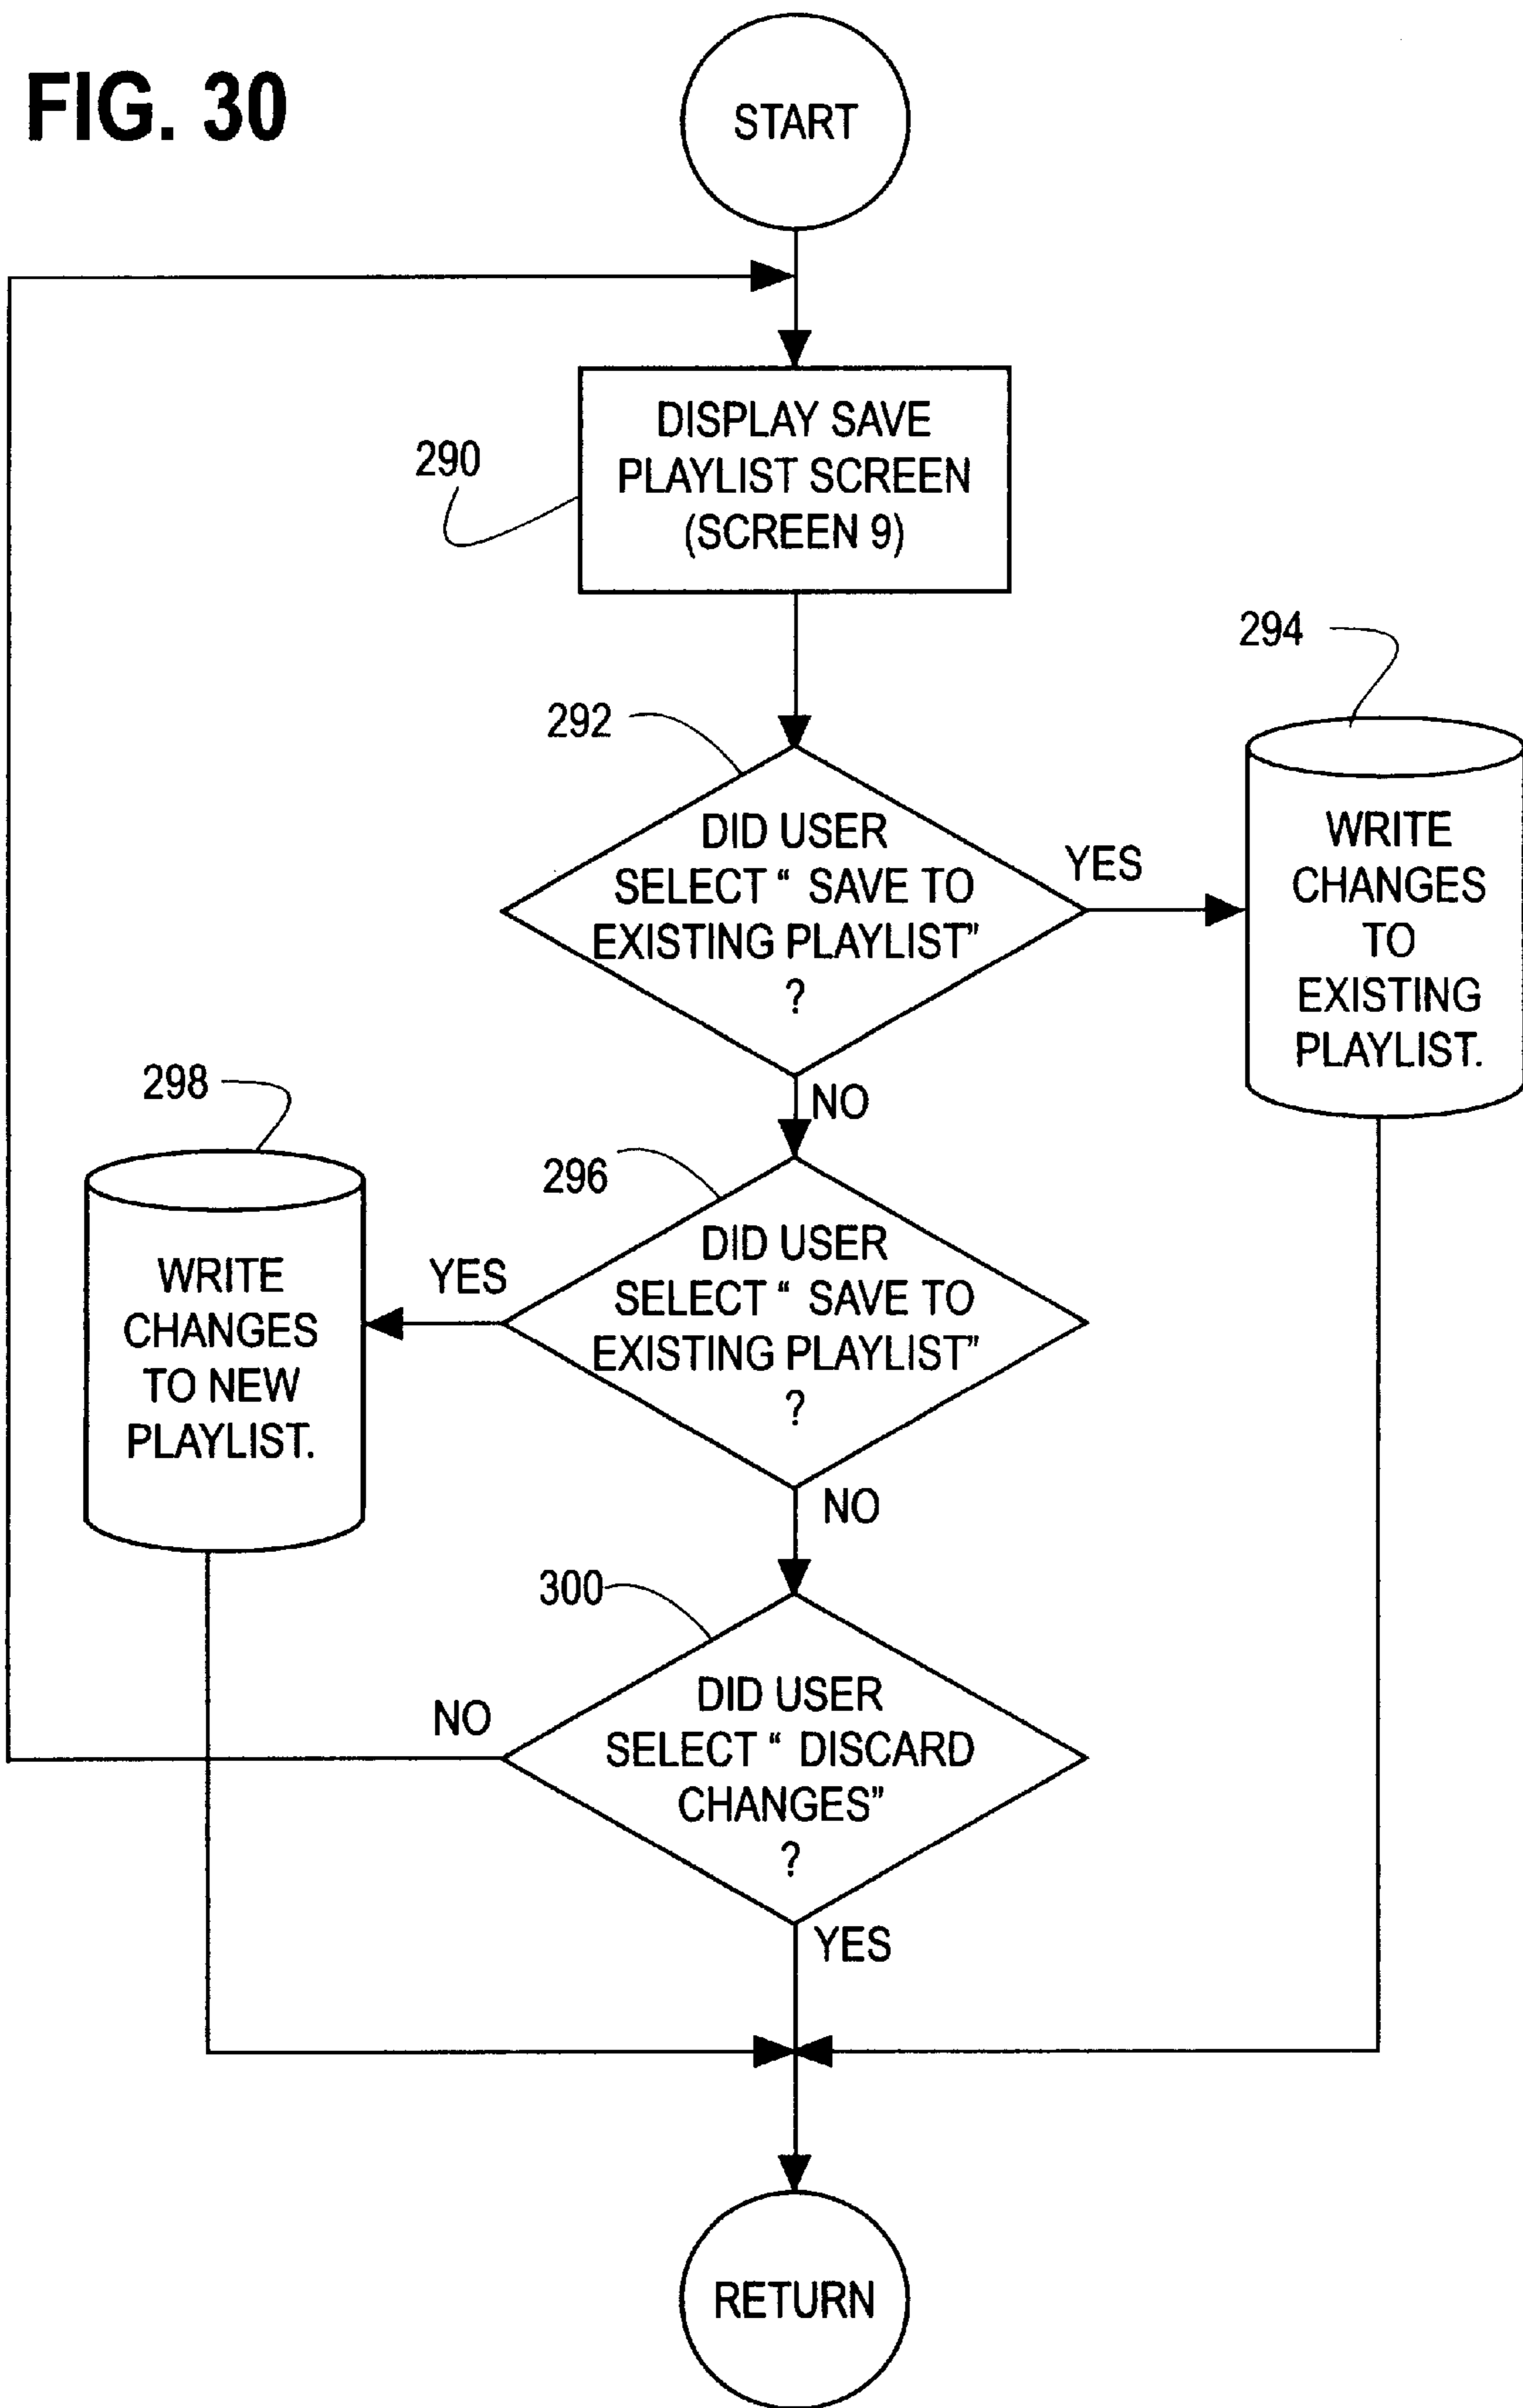 FIG. 30
START
290
DISPLAY SAVE
PLAYLIST SCREEN
(SCREEN 9)
292
DID USER
SELECT “ SAVE TO
EXISTING PLAYLIST”
?
YES
294
WRITE
CHANGES
TO
EXISTING
PLAYLIST.
NO
296
DID USER
SELECT “ SAVE TO
EXISTING PLAYLIST”
?
YES
298
WRITE
CHANGES
TO NEW
PLAYLIST.
NO
300
DID USER
SELECT “ DISCARD
CHANGES”
?
NO
YES
RETURN